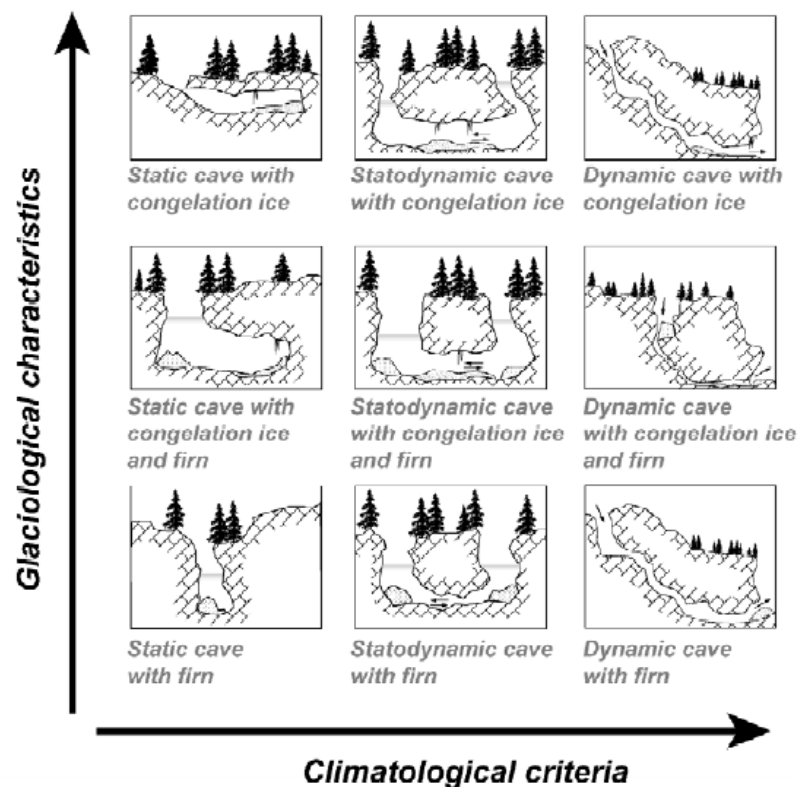 Glaciological characteristics
Static cave with
congelation ice
Statodynamic cave
with congelation ice
Dynamic cave with
congelation ice
Static cave with
congelation ice
and firn
Statodynamic cave
with congelation ice
and firn
Dynamic cave
with congelation ice
and firn
Static cave
with firn
Statodynamic cave
with firn
Dynamic cave
with firn
Climatological criteria